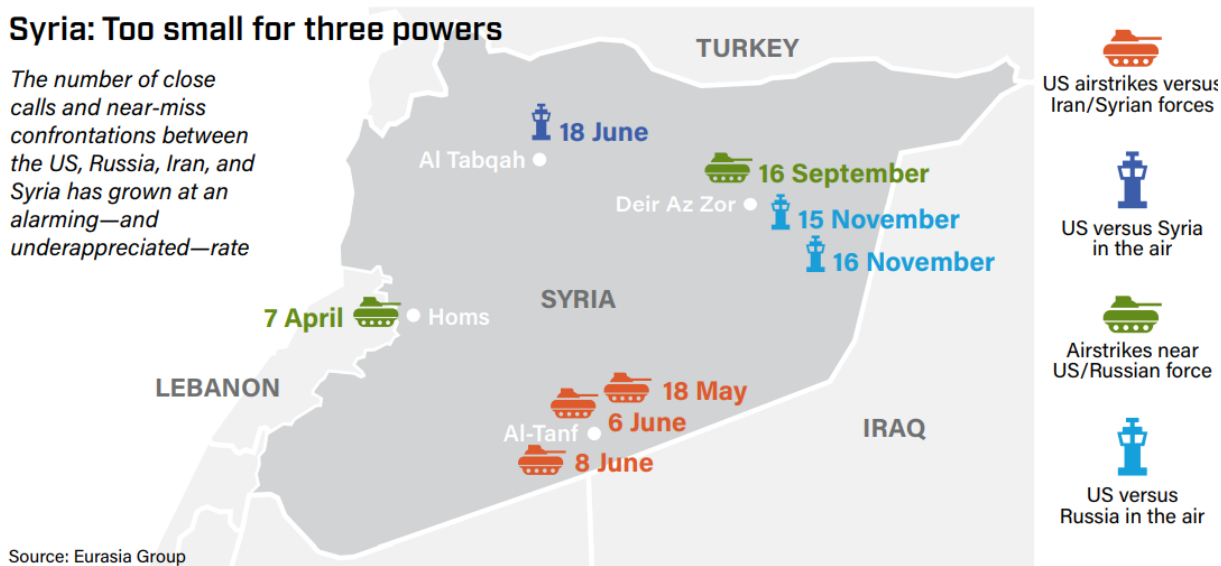 Syria: Too small for three powers
The number of close
calls and near-miss
confrontations between
the US, Russia, Iran, and
Syria has grown at an
alarming—and
underappreciated—rate
TURKEY
18 June
Al Tabqah
16 September
Deir Az Zor
15 November
16 November
SYRIA
7 April
Homs
LEBANON
18 May
6 June
Al-Tanf
8 June
IRAQ
US airstrikes versus
Iran/Syrian forces
US versus Syria
in the air
Airstrikes near
US/Russian force
US versus
Russia in the air
Source: Eurasia Group